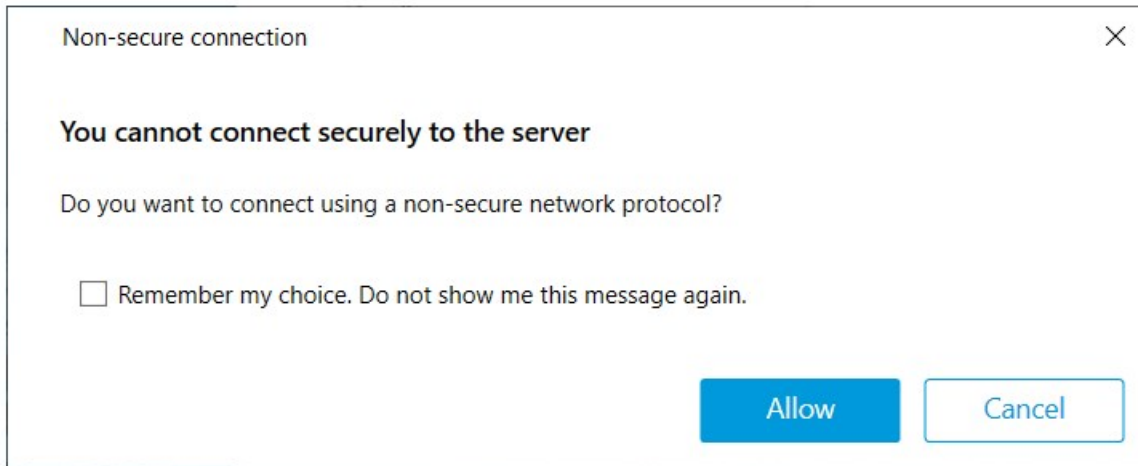 Non-secure connection
You cannot connect securely to the server
Do you want to connect using a non-secure network protocol?
Remember my choice. Do not show me this message again.
Allow
Cancel